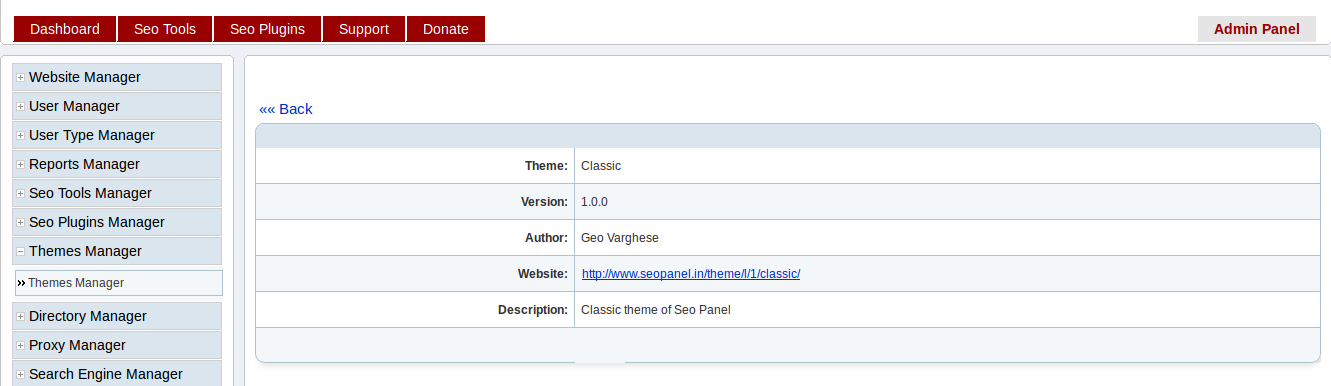 Dashboard Seo Tools Seo Plugins Support Donate Admin Panel
Website Manager
User Manager
User Type Manager
Reports Manager
Seo Tools Manager
Seo Plugins Manager
Themes Manager
Themes Manager
Directory Manager
Proxy Manager
Search Engine Manager
«« Back
Theme: Classic
Version: 1.0.0
Author: Geo Varghese
Website: http://www.seopanel.in/theme/l/1/classic/
Description: Classic theme of Seo Panel